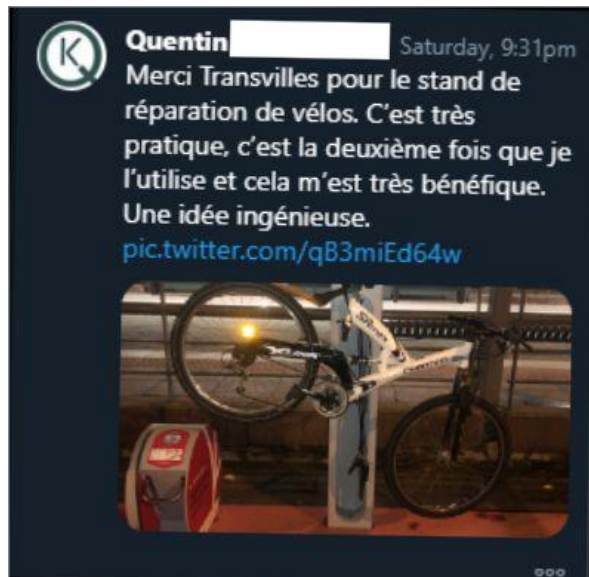 Quentin
Saturday, 9:31pm
Merci Transvilles pour le stand de
réparation de vélos. C'est très
pratique, c'est la deuxième fois que je
l'utilise et cela m'est très bénéfique.
Une idée ingénieuse.
pic.twitter.com/qB3miEd64w